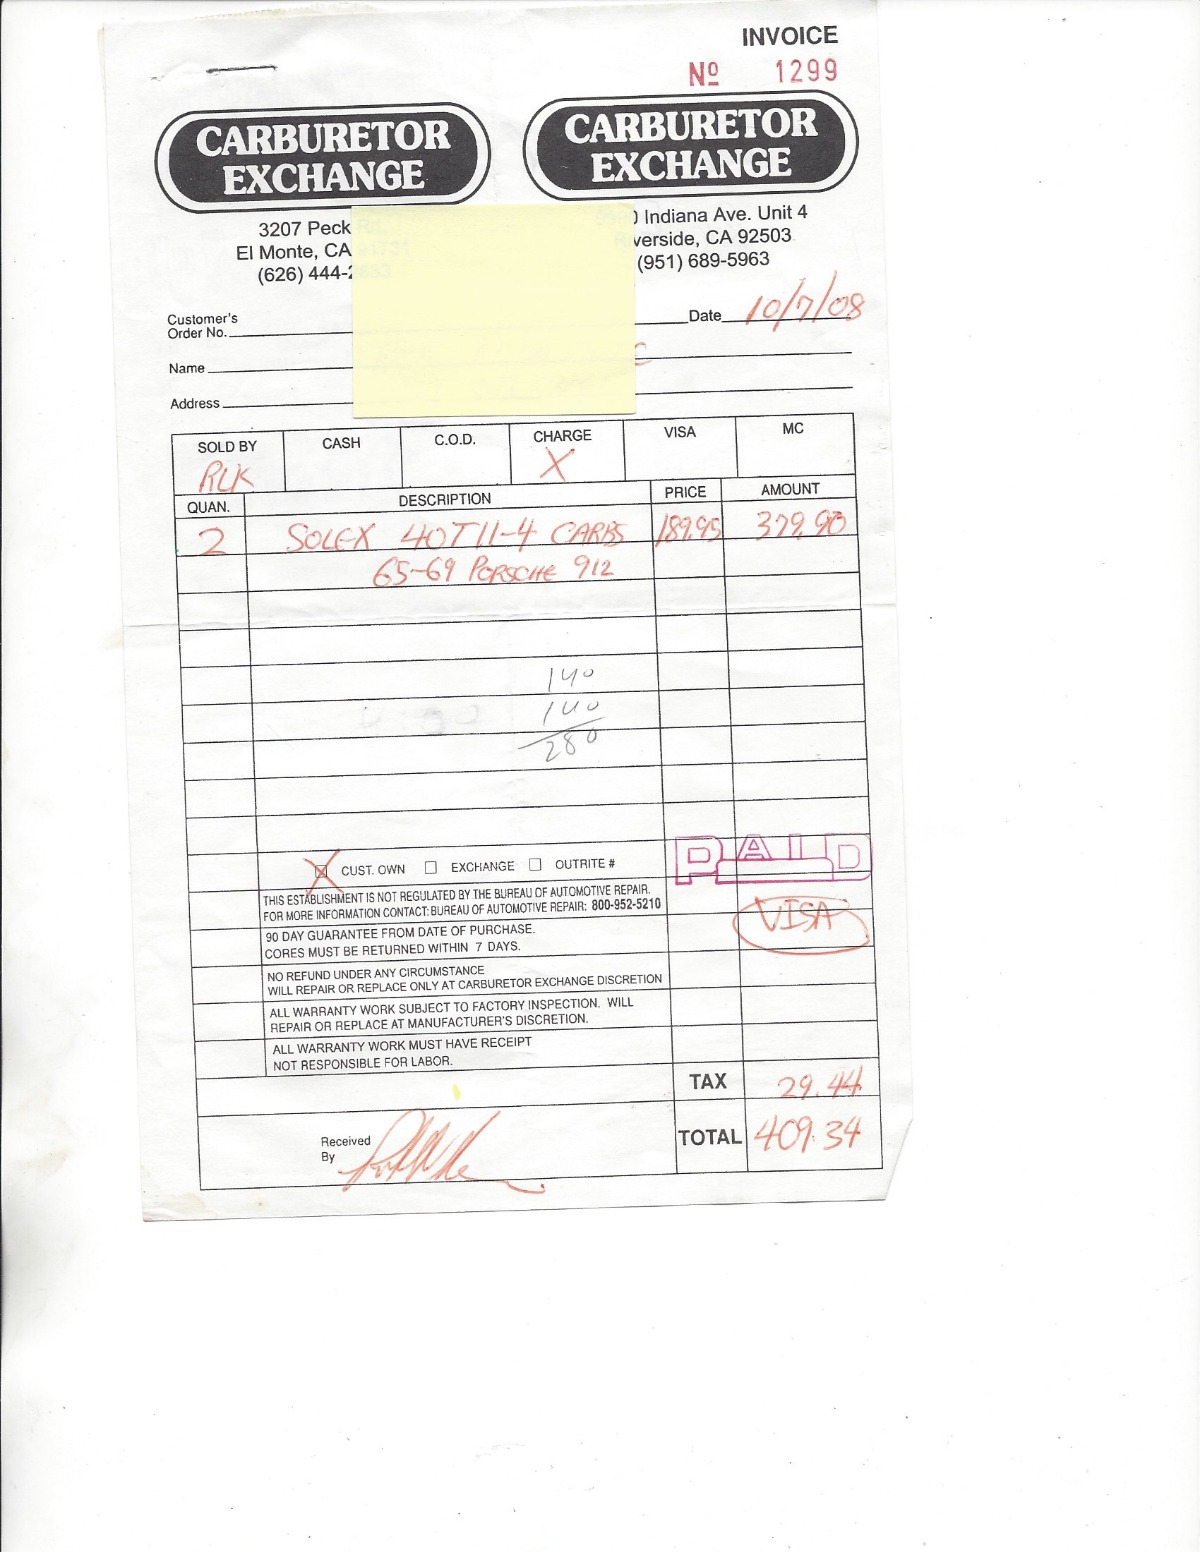 INVOICE
Nº 1299
CARBURETOR
EXCHANGE
CARBURETOR
EXCHANGE
3207 Peck
El Monte, CA
(626) 444-2
0 Indiana Ave. Unit 4
verside, CA 92503
(951) 689-5963
Customer's
Order No.
Date 10/7/08
Name
Address
SOLD BY CASH C.O.D. CHARGE VISA MC
RLK X
QUAN. DESCRIPTION PRICE AMOUNT
2 SOLEX 40T11-4 CARBS 189.95 379.90
65-69 PORSCHE 912
140
140
280
PAID
X CUST. OWN EXCHANGE OUTRITE #
THIS ESTABLISHMENT IS NOT REGULATED BY THE BUREAU OF AUTOMOTIVE REPAIR.
FOR MORE INFORMATION CONTACT: BUREAU OF AUTOMOTIVE REPAIR: 800-952-5210
VISA
90 DAY GUARANTEE FROM DATE OF PURCHASE.
CORES MUST BE RETURNED WITHIN 7 DAYS.
NO REFUND UNDER ANY CIRCUMSTANCE
WILL REPAIR OR REPLACE ONLY AT CARBURETOR EXCHANGE DISCRETION
ALL WARRANTY WORK SUBJECT TO FACTORY INSPECTION. WILL
REPAIR OR REPLACE AT MANUFACTURER'S DISCRETION.
ALL WARRANTY WORK MUST HAVE RECEIPT
NOT RESPONSIBLE FOR LABOR.
TAX 29.44
TOTAL 409.34
Received
By